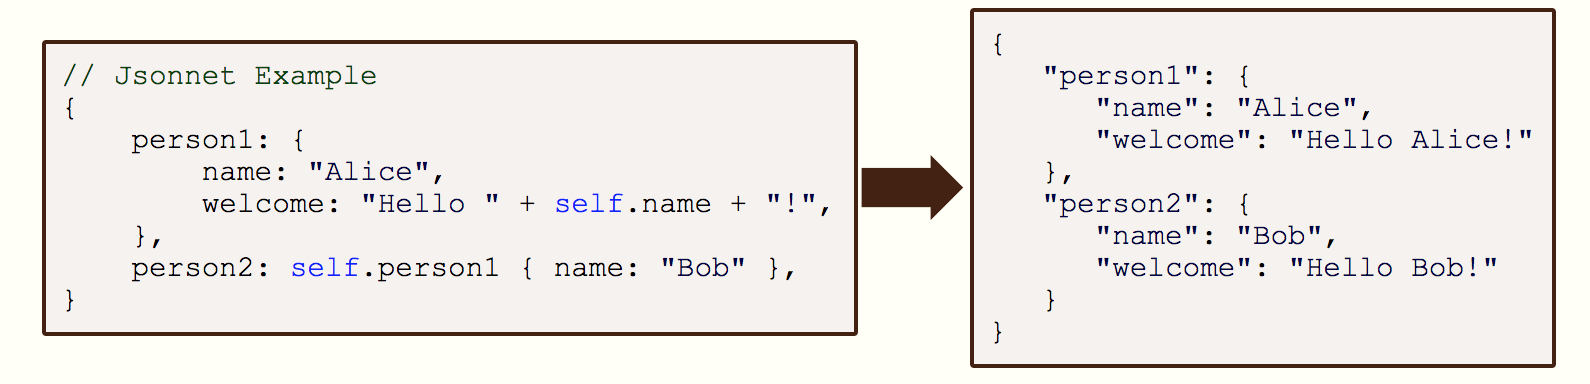 // Jsonnet Example
{
    person1: {
        name: "Alice",
        welcome: "Hello " + self.name + "!",
    },
    person2: self.person1 { name: "Bob" },
}
{
   "person1": {
      "name": "Alice",
      "welcome": "Hello Alice!"
   },
   "person2": {
      "name": "Bob",
      "welcome": "Hello Bob!"
   }
}